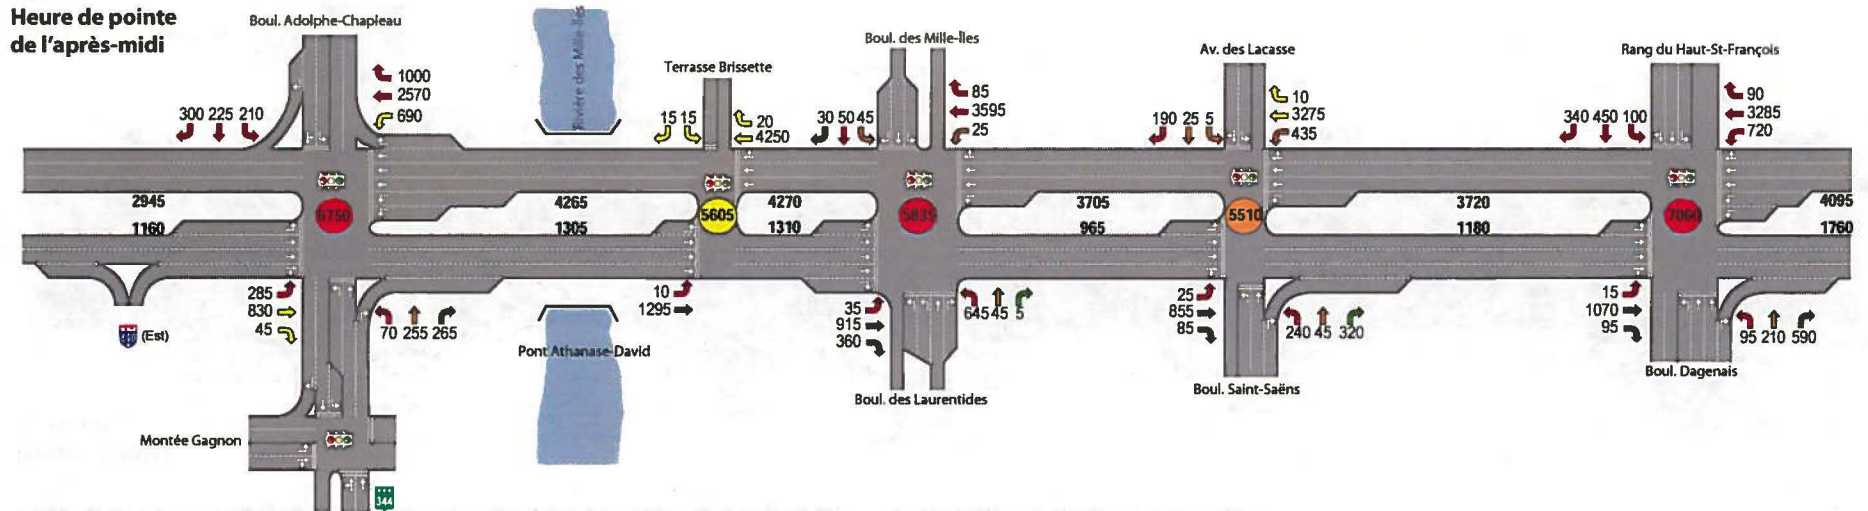 Heure de pointe
de l'après-midi
Boul. Adolphe-Chapleau
Rivière des Mille-Îles
Terrasse Brissette
Boul. des Mille-Îles
Av. des Lacasse
Rang du Haut-St-François
1000
2570
690
300 225 210
15 15
20
4250
30 50 45
85
3595
25
190 25 5
10
3275
435
340 450 100
90
3285
720
2945
4265
4270
3705
3720
4095
6750
5605
5835
5510
7060
1160
1305
1310
965
1180
1760
285
830
45
70 255 265
10
1295
35
915
360
645 45 5
25
855
85
240 45 320
15
1070
95
95 210 590
(Est)
Pont Athanase-David
Boul. des Laurentides
Boul. Saint-Saëns
Boul. Dagenais
Montée Gagnon
344